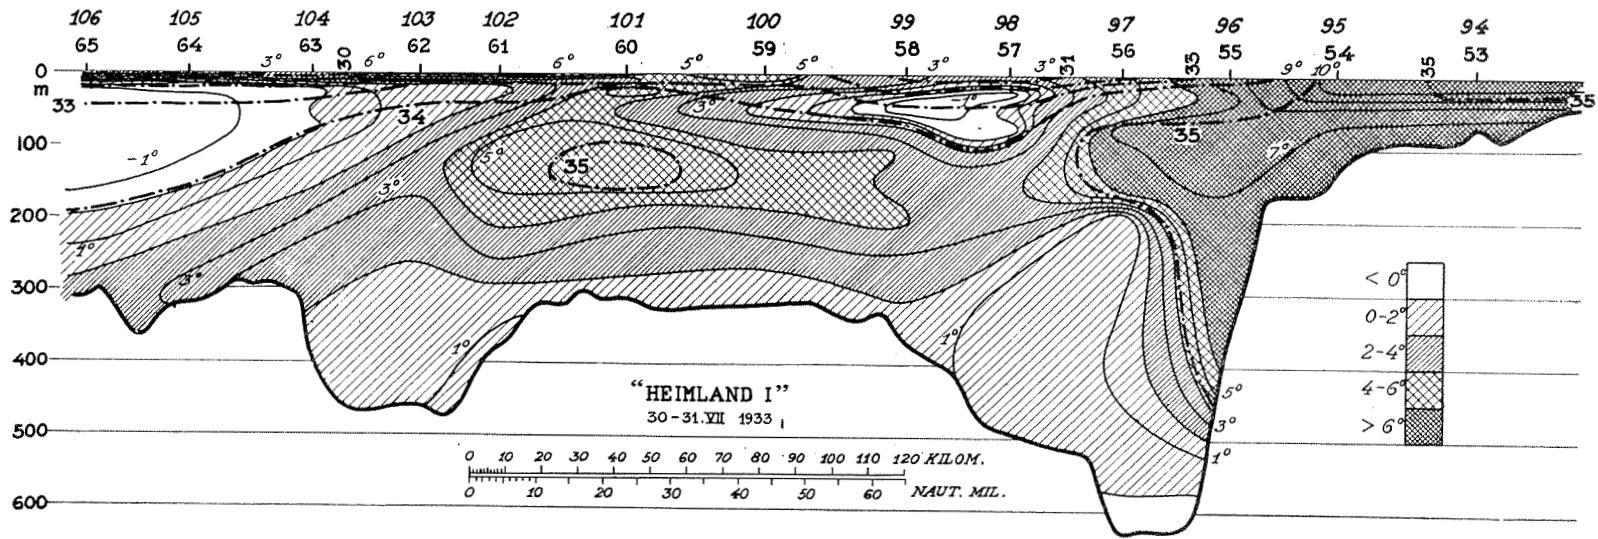 106 105 104 103 102 101 100 99 98 97 96 95 94
65 64 63 62 61 60 59 58 57 56 55 54 53
3° 30 6° 6° 5° 5° 3° 3° 31 35 9° 10° 35
0
m
33 34 3° -1° 35 35
100
-1° 5° 35 7°
3°
200
1°
3°
300
< 0°
0-2°
1° 1° 2-4°
400
4-6°
> 6°
"HEIMLAND I" 5°
30-31.VII 1933
3°
500
1°
0 10 20 30 40 50 60 70 80 90 100 110 120 KILOM.
0 10 20 30 40 50 60 NAUT. MIL.
600